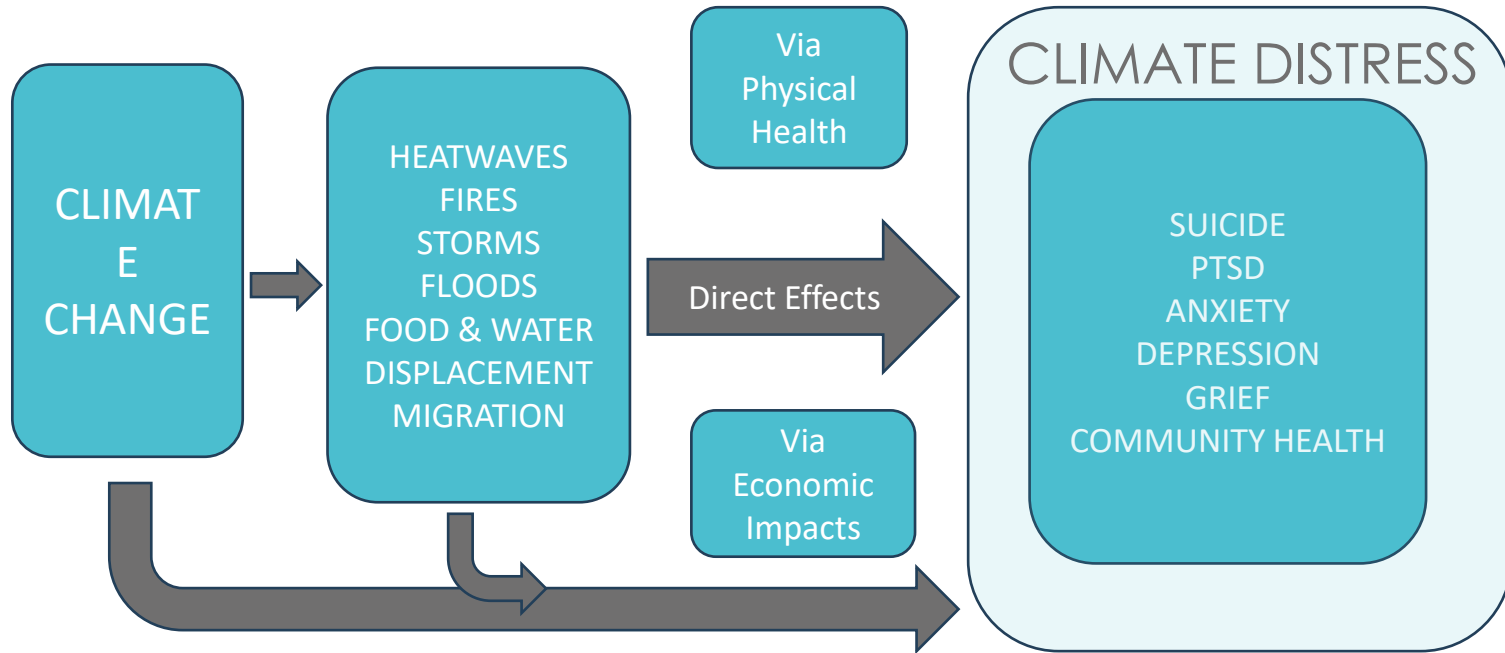 CLIMAT
E
CHANGE
HEATWAVES
FIRES
STORMS
FLOODS
FOOD & WATER
DISPLACEMENT
MIGRATION
Via
Physical
Health
Direct Effects
Via
Economic
Impacts
CLIMATE DISTRESS
SUICIDE
PTSD
ANXIETY
DEPRESSION
GRIEF
COMMUNITY HEALTH